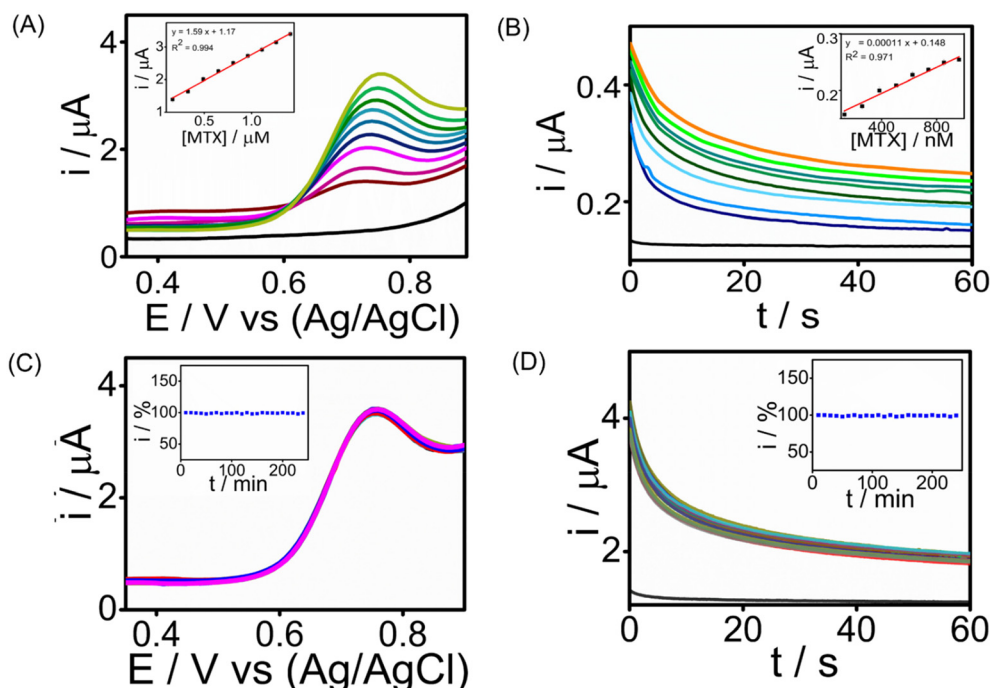 (A)
4
2
0
i / μA
0.4
0.6
0.8
E / V vs (Ag/AgCl)
y = 1.59 x + 1.17
R² = 0.994
3
2
1
i / μA
0.5
1.0
[MTX] / μM
(B)
0.4
0.2
i / μA
0
20
40
60
t / s
y = 0.00011 x + 0.148
R² = 0.971
0.3
0.2
i / μA
400
800
[MTX] / nM
(C)
4
2
0
i / μA
0.4
0.6
0.8
E / V vs (Ag/AgCl)
150
100
50
i / %
0
100
200
t / min
(D)
4
2
i / μA
0
20
40
60
t / s
150
100
50
i / %
0
100
200
t / min